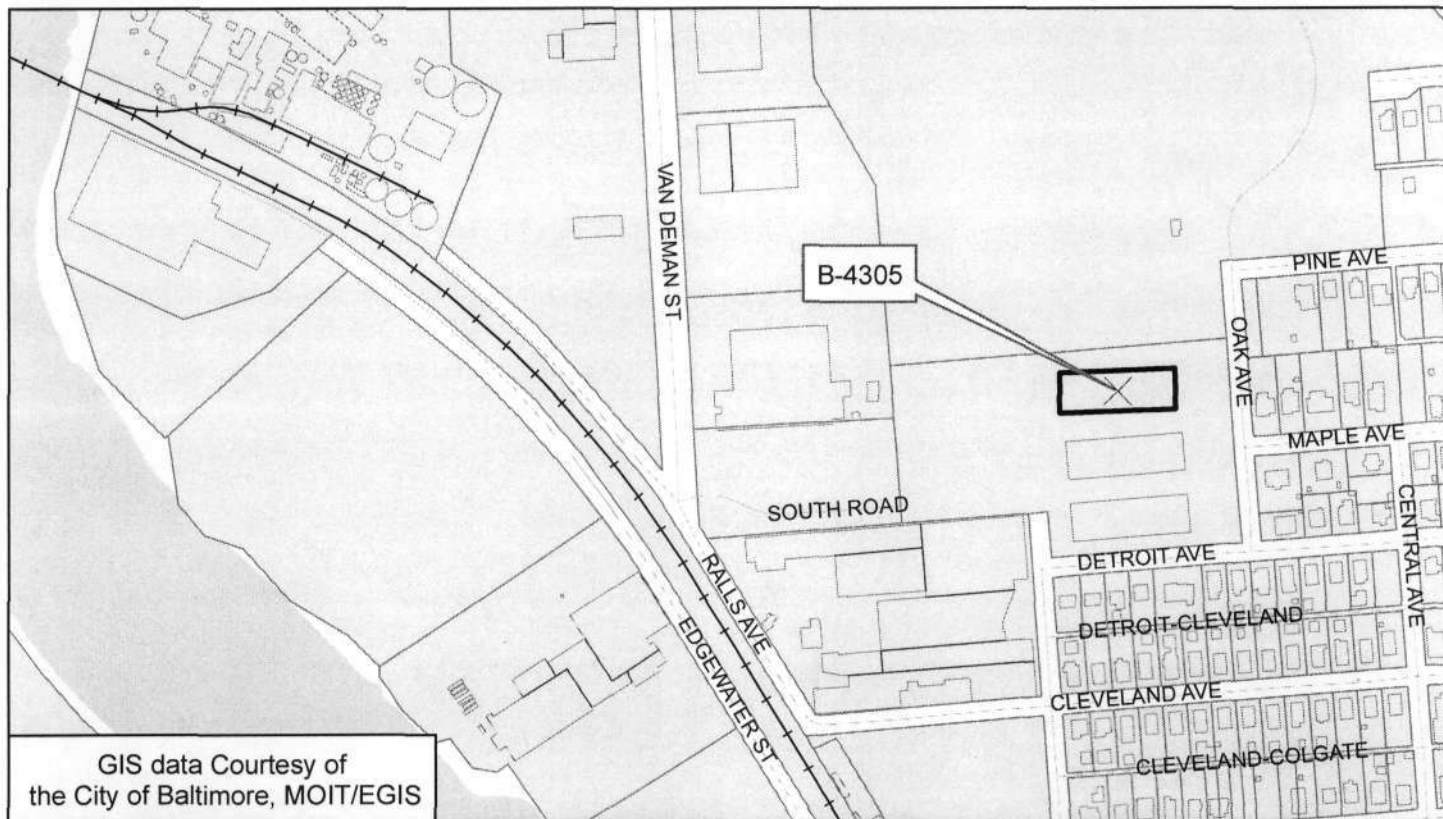 VAN DEMAN ST
B-4305
PINE AVE
OAK AVE
MAPLE AVE
CENTRAL AVE
SOUTH ROAD
DETROIT AVE
RALLS AVE
EDGEWATER ST
DETROIT-CLEVELAND
CLEVELAND AVE
CLEVELAND-COLGATE
GIS data Courtesy of
the City of Baltimore, MOIT/EGIS